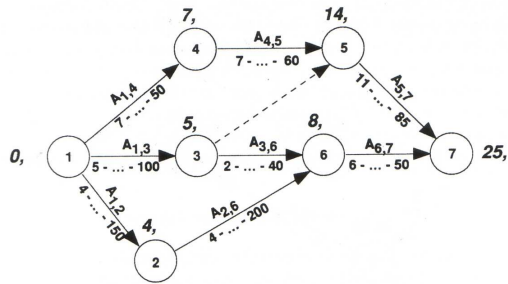 7,
14,
4
A4,5
7 - ... - 60
5
A1,4
7 - ... - 50
A5,7
11 - ... - 85
5,
8,
0,
1
A1,3
5 - ... - 100
3
A3,6
2 - ... - 40
6
A6,7
6 - ... - 50
7
25,
A1,2
4 - ... - 150
4,
A2,6
4 - ... - 200
2